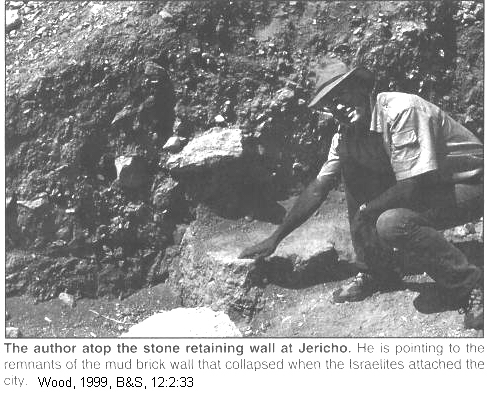 The author atop the stone retaining wall at Jericho. He is pointing to the
remnants of the mud brick wall that collapsed when the Israelites attached the
city. Wood, 1999, B&S, 12:2:33